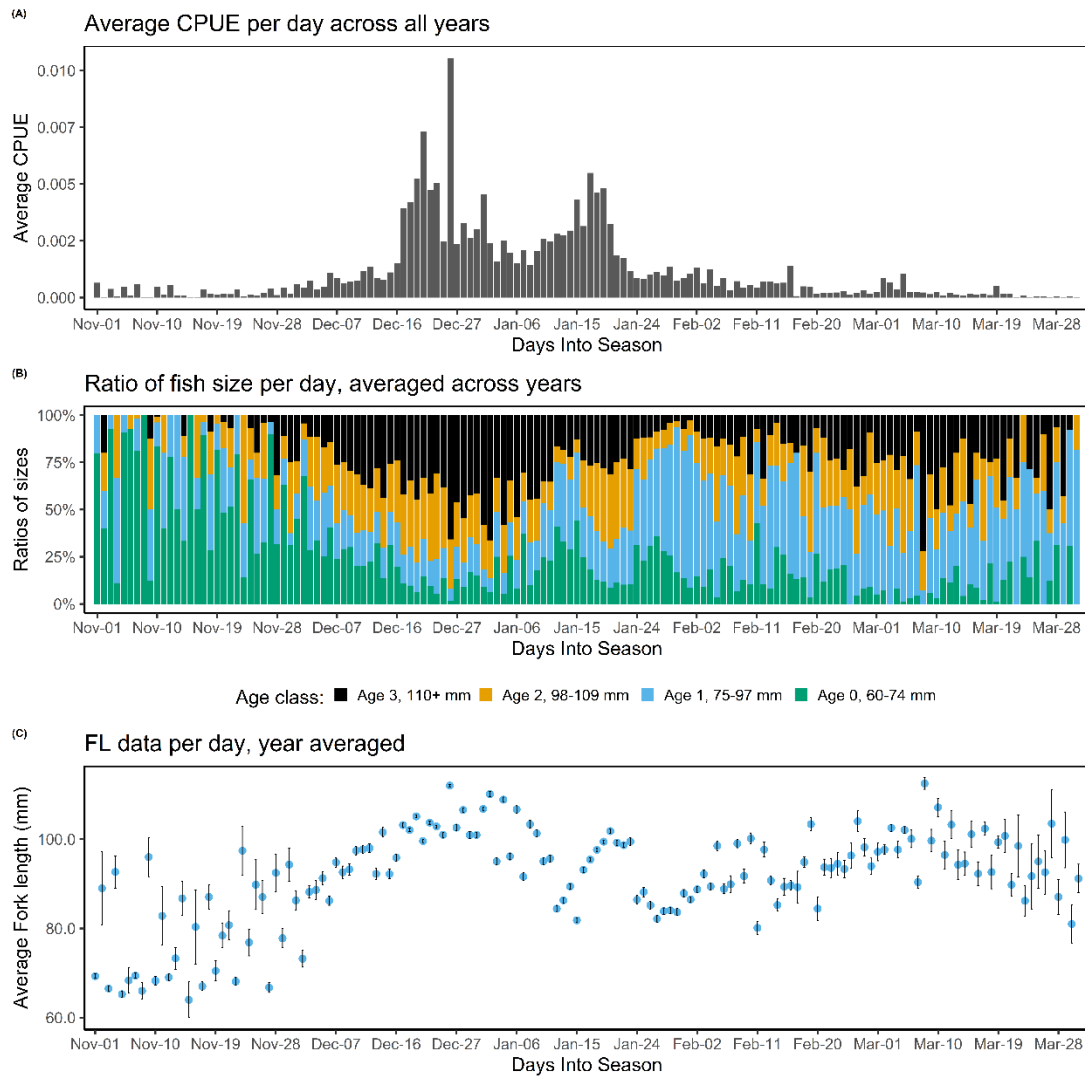 (A)
Average CPUE per day across all years
Average CPUE
0.010
0.007
0.005
0.002
0.000
Nov-01 Nov-10 Nov-19 Nov-28 Dec-07 Dec-16 Dec-27 Jan-06 Jan-15 Jan-24 Feb-02 Feb-11 Feb-20 Mar-01 Mar-10 Mar-19 Mar-28
Days Into Season
(B)
Ratio of fish size per day, averaged across years
Ratios of sizes
100%
75%
50%
25%
0%
Nov-01 Nov-10 Nov-19 Nov-28 Dec-07 Dec-16 Dec-27 Jan-06 Jan-15 Jan-24 Feb-02 Feb-11 Feb-20 Mar-01 Mar-10 Mar-19 Mar-28
Days Into Season
Age class: Age 3, 110+ mm Age 2, 98-109 mm Age 1, 75-97 mm Age 0, 60-74 mm
(C)
FL data per day, year averaged
Average Fork length (mm)
100.0
80.0
60.0
Nov-01 Nov-10 Nov-19 Nov-28 Dec-07 Dec-16 Dec-27 Jan-06 Jan-15 Jan-24 Feb-02 Feb-11 Feb-20 Mar-01 Mar-10 Mar-19 Mar-28
Days Into Season